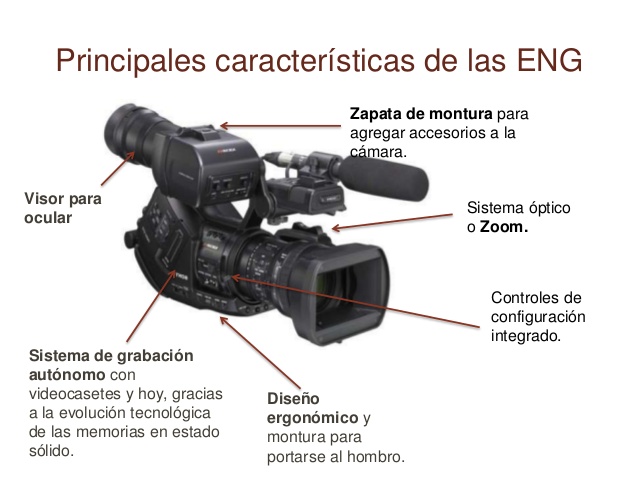 Principales características de las ENG
Zapata de montura para
agregar accesorios a la
cámara.
Visor para
ocular
Sistema óptico
o Zoom.
Controles de
configuración
integrado.
Sistema de grabación
autónomo con
videocasetes y hoy, gracias
a la evolución tecnológica
de las memorias en estado
sólido.
Diseño
ergonómico y
montura para
portarse al hombro.